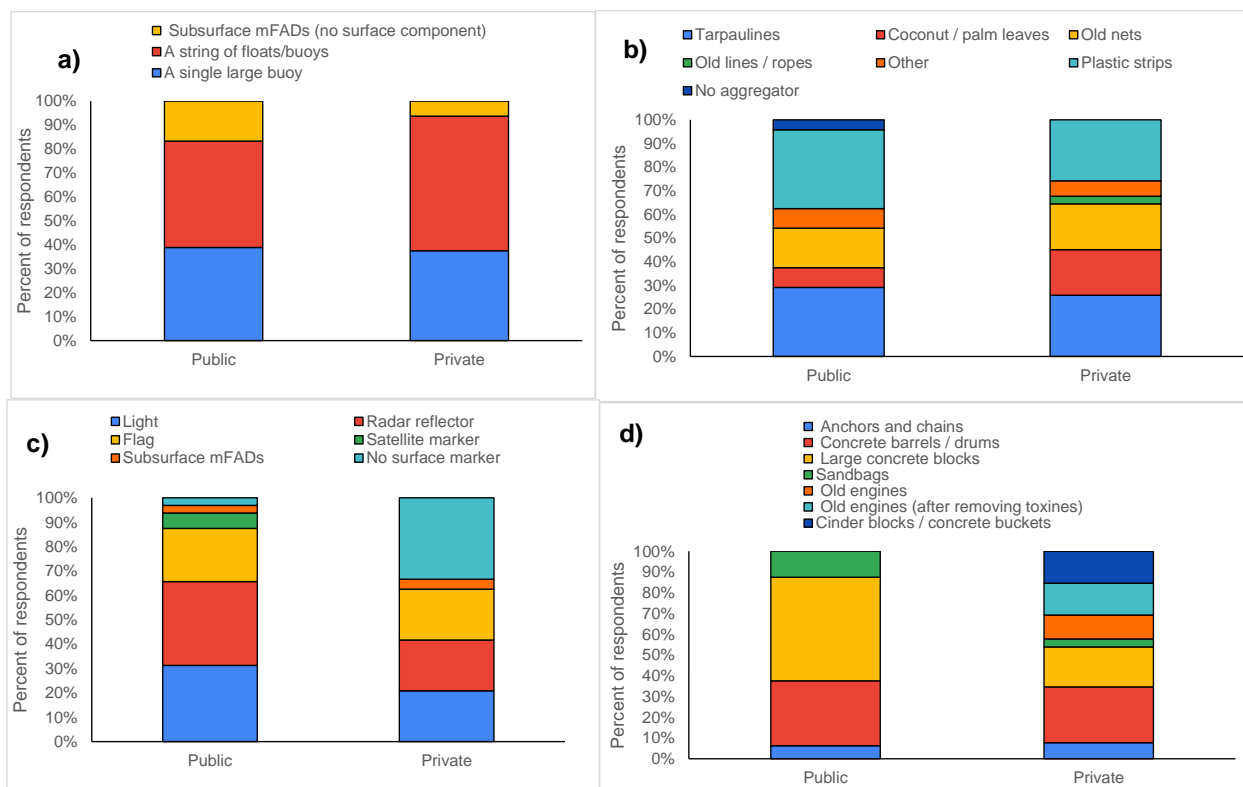 a)
Subsurface mFADs (no surface component)
A string of floats/buoys
A single large buoy
Percent of respondents
100%
90%
80%
70%
60%
50%
40%
30%
20%
10%
0%
Public Private
b)
Tarpaulines Coconut / palm leaves Old nets
Old lines / ropes Other Plastic strips
No aggregator
Percent of respondents
100%
90%
80%
70%
60%
50%
40%
30%
20%
10%
0%
Public Private
c)
Light Radar reflector
Flag Satellite marker
Subsurface mFADs No surface marker
Percent of respondents
100%
90%
80%
70%
60%
50%
40%
30%
20%
10%
0%
Public Private
d)
Anchors and chains
Concrete barrels / drums
Large concrete blocks
Sandbags
Old engines
Old engines (after removing toxines)
Cinder blocks / concrete buckets
Percent of respondents
100%
90%
80%
70%
60%
50%
40%
30%
20%
10%
0%
Public Private